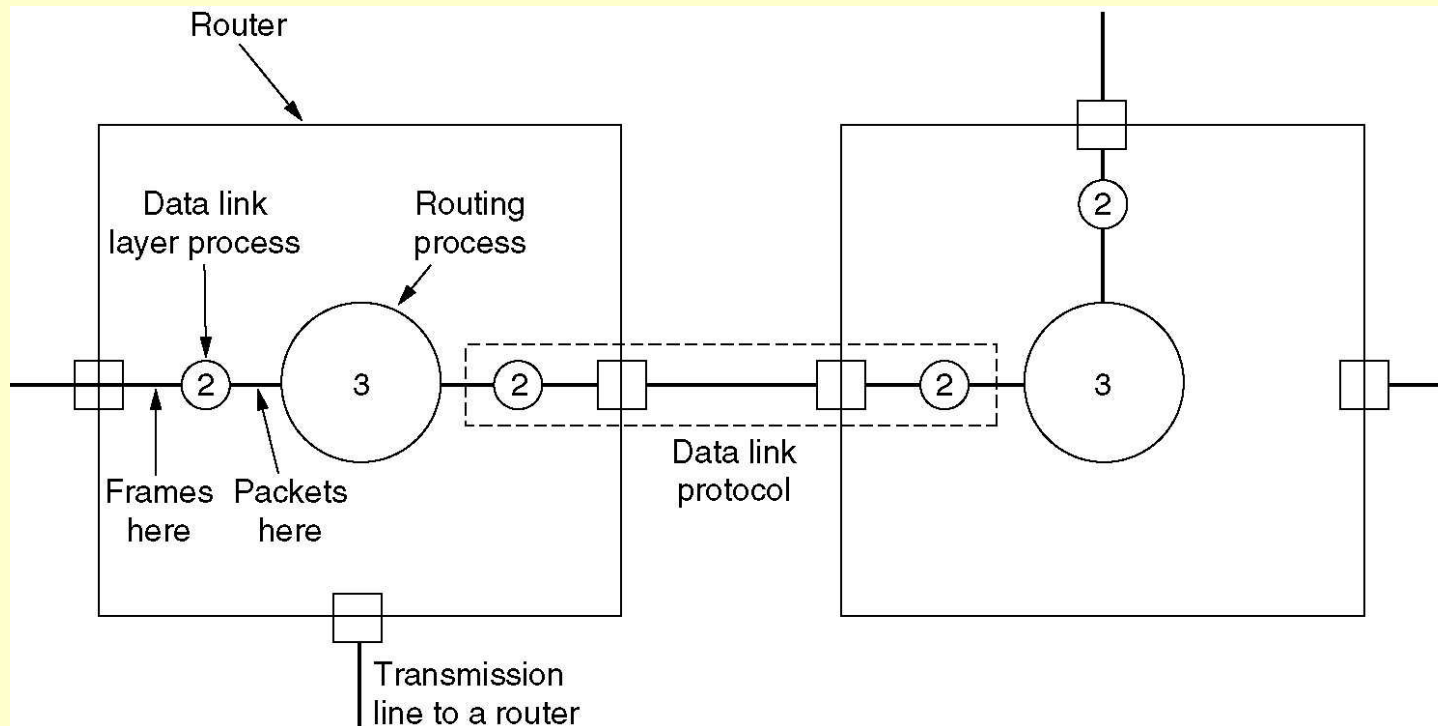 Router
Data link
layer process
Routing
process
2
2
3
2
2
3
Frames
here
Packets
here
Data link
protocol
Transmission
line to a router